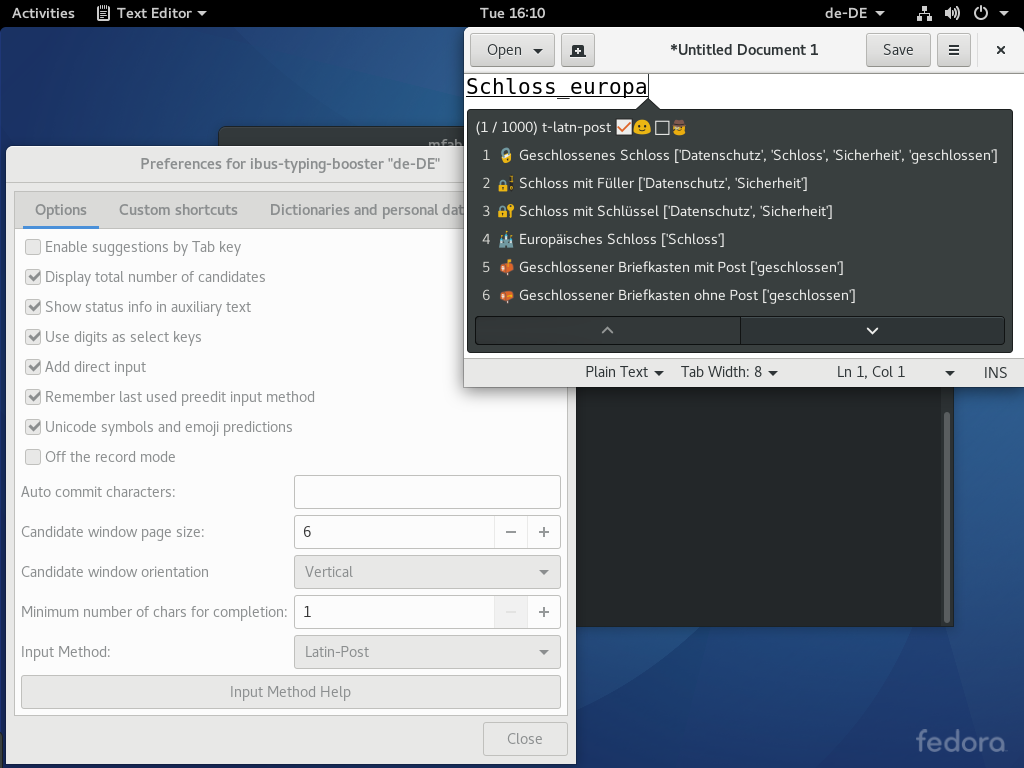 Activities Text Editor Tue 16:10 de-DE
Open *Untitled Document 1 Save
Schloss_europa
(1 / 1000) t-latn-post
1 Geschlossenes Schloss ['Datenschutz', 'Schloss', 'Sicherheit', 'geschlossen']
2 Schloss mit Füller ['Datenschutz', 'Sicherheit']
3 Schloss mit Schlüssel ['Datenschutz', 'Sicherheit']
4 Europäisches Schloss ['Schloss']
5 Geschlossener Briefkasten mit Post ['geschlossen']
6 Geschlossener Briefkasten ohne Post ['geschlossen']
Plain Text Tab Width: 8 Ln 1, Col 1 INS
Preferences for ibus-typing-booster "de-DE"
Options Custom shortcuts Dictionaries and personal dat
Enable suggestions by Tab key
Display total number of candidates
Show status info in auxiliary text
Use digits as select keys
Add direct input
Remember last used preedit input method
Unicode symbols and emoji predictions
Off the record mode
Auto commit characters:
Candidate window page size: 6
Candidate window orientation Vertical
Minimum number of chars for completion: 1
Input Method: Latin-Post
Input Method Help
Close
fedora